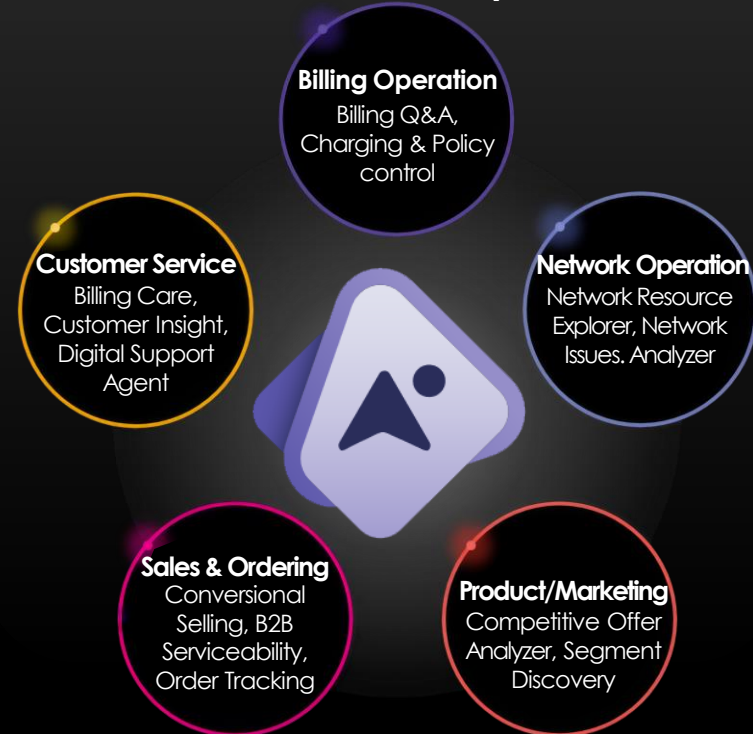 Billing Operation
Billing Q&A,
Charging & Policy
control
Customer Service
Billing Care,
Customer Insight,
Digital Support
Agent
Network Operation
Network Resource
Explorer, Network
Issues. Analyzer
Sales & Ordering
Conversional
Selling, B2B
Serviceability,
Order Tracking
Product/Marketing
Competitive Offer
Analyzer, Segment
Discovery